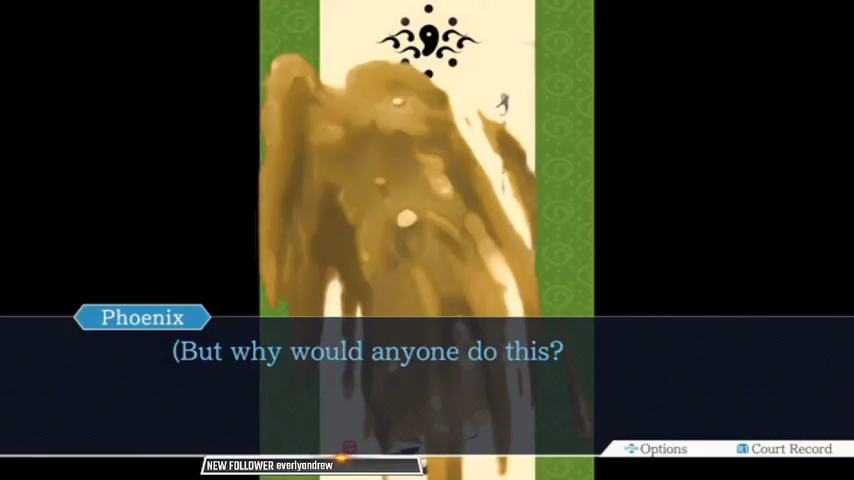 Phoenix
(But why would anyone do this?
Options
Court Record
NEW FOLLOWER everlyandrew